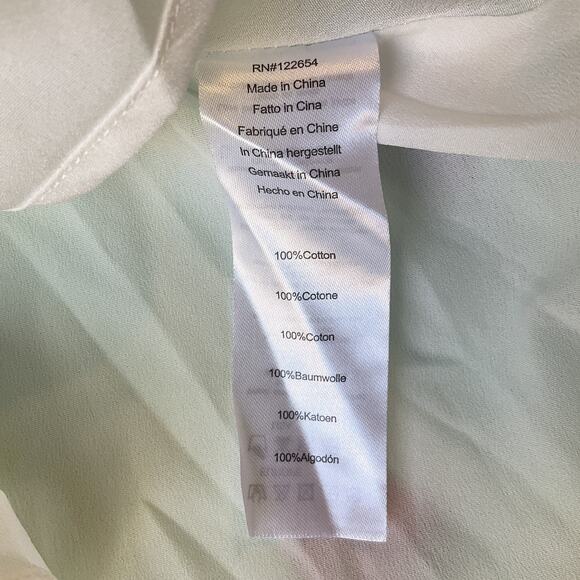 RN#122654
Made in China
Fatto in Cina
Fabriqué en Chine
In China hergestellt
Gemaakt in China
Hecho en China
100%Cotton
100%Cotone
100%Coton
100%Baumwolle
100%Katoen
100%Algodón